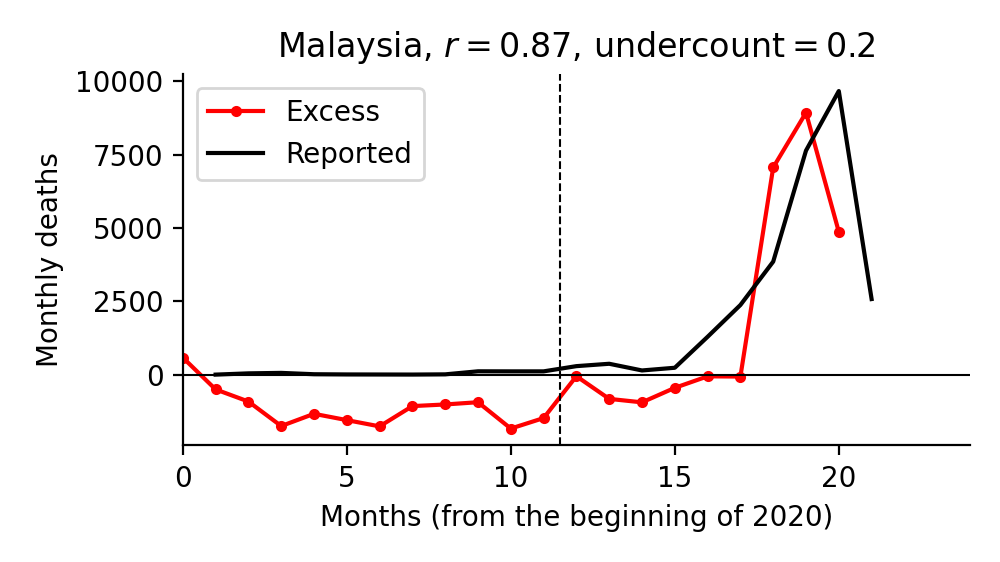 Malaysia, r = 0.87, undercount = 0.2
10000
7500
5000
2500
0
Monthly deaths
Excess
Reported
0 5 10 15 20
Months (from the beginning of 2020)